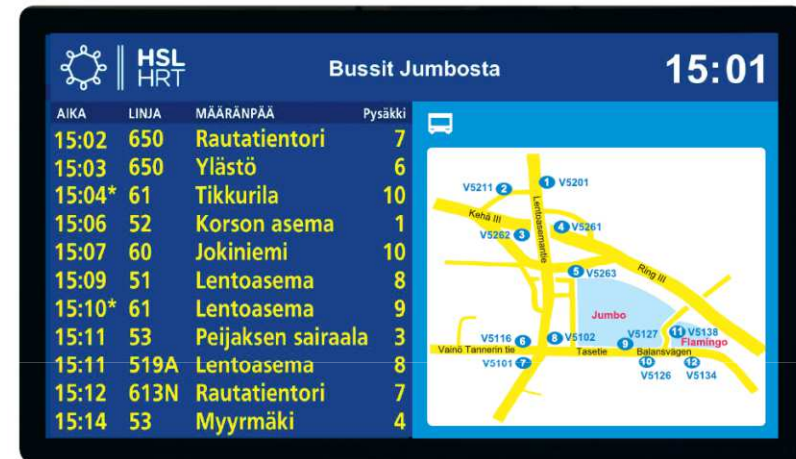 HSL
HRT
Bussit Jumbosta
15:01
AIKA LINJA MÄÄRÄNPÄÄ Pysäkki
15:02 650 Rautatientori 7
15:03 650 Ylästö 6
15:04* 61 Tikkurila 10
15:06 52 Korson asema 1
15:07 60 Jokiniemi 10
15:09 51 Lentoasema 8
15:10* 61 Lentoasema 9
15:11 53 Peijaksen sairaala 3
15:11 519A Lentoasema 8
15:12 613N Rautatientori 7
15:14 53 Myyrmäki 4
V5211 2
1 V5201
Kehä III
Lentoasemantie
V5262 3
4 V5261
5 V5263
Ring III
Jumbo
V5116 6
8 V5102
V5127
9
11 V5138
Flamingo
Vainö Tannerin tie
Tasetie
Balansvägen
V5101 7
10
12
V5126
V5134